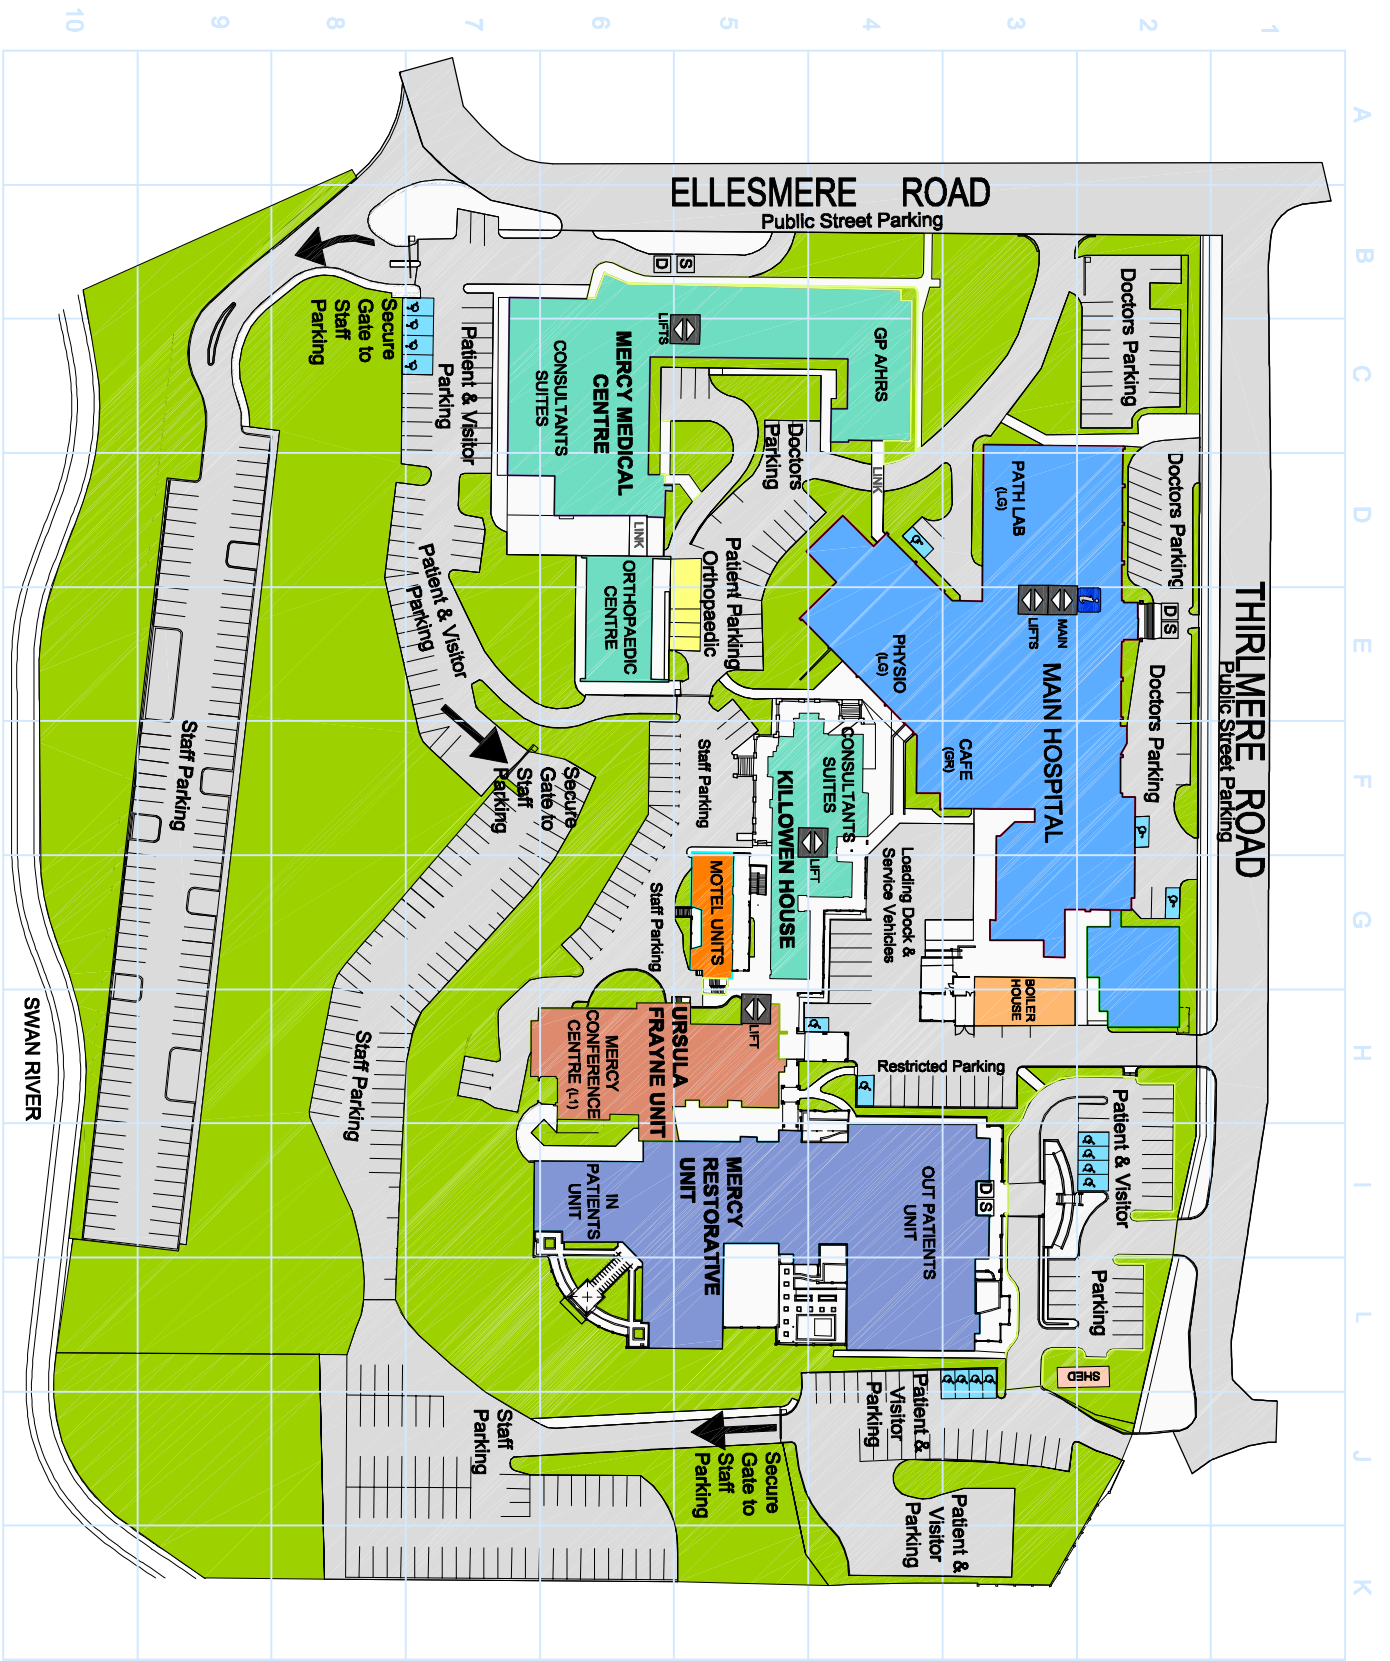 10
9
8
7
6
5
4
3
2
1
A
B
C
D
E
F
G
H
I
L
J
K
ELLESMERE ROAD
Public Street Parking
THIRLMERE ROAD
Public Street Parking
SWAN RIVER
D
S
Secure
Gate to
Staff
Parking
Patient & Visitor
Parking
LIFTS
MERCY MEDICAL
CENTRE
CONSULTANTS
SUITES
GP A/HRS
Doctors Parking
Doctors
Parking
LINK
LINK
PATH LAB
(LG)
Doctors Parking
Patient & Visitor
Parking
ORTHOPAEDIC
CENTRE
Patient Parking
Orthopaedic
MAIN
LIFTS
i
D
S
PHYSIO
(LG)
MAIN HOSPITAL
Doctors Parking
CAFE
(GR)
Staff Parking
Secure
Gate to
Staff
Parking
Staff Parking
CONSULTANTS
SUITES
KILLOWEN HOUSE
LIFT
Loading Dock &
Service Vehicles
MOTEL UNITS
Staff Parking
BOILER
HOUSE
LIFT
URSULA
FRAYNE UNIT
MERCY
CONFERENCE
CENTRE (L1)
Restricted Parking
Staff Parking
Patient & Visitor
Parking
MERCY
RESTORATIVE
UNIT
IN
PATIENTS
UNIT
OUT PATIENTS
UNIT
D
S
SHED
Patient &
Visitor
Parking
Staff
Parking
Secure
Gate to
Staff
Parking
Patient &
Visitor
Parking